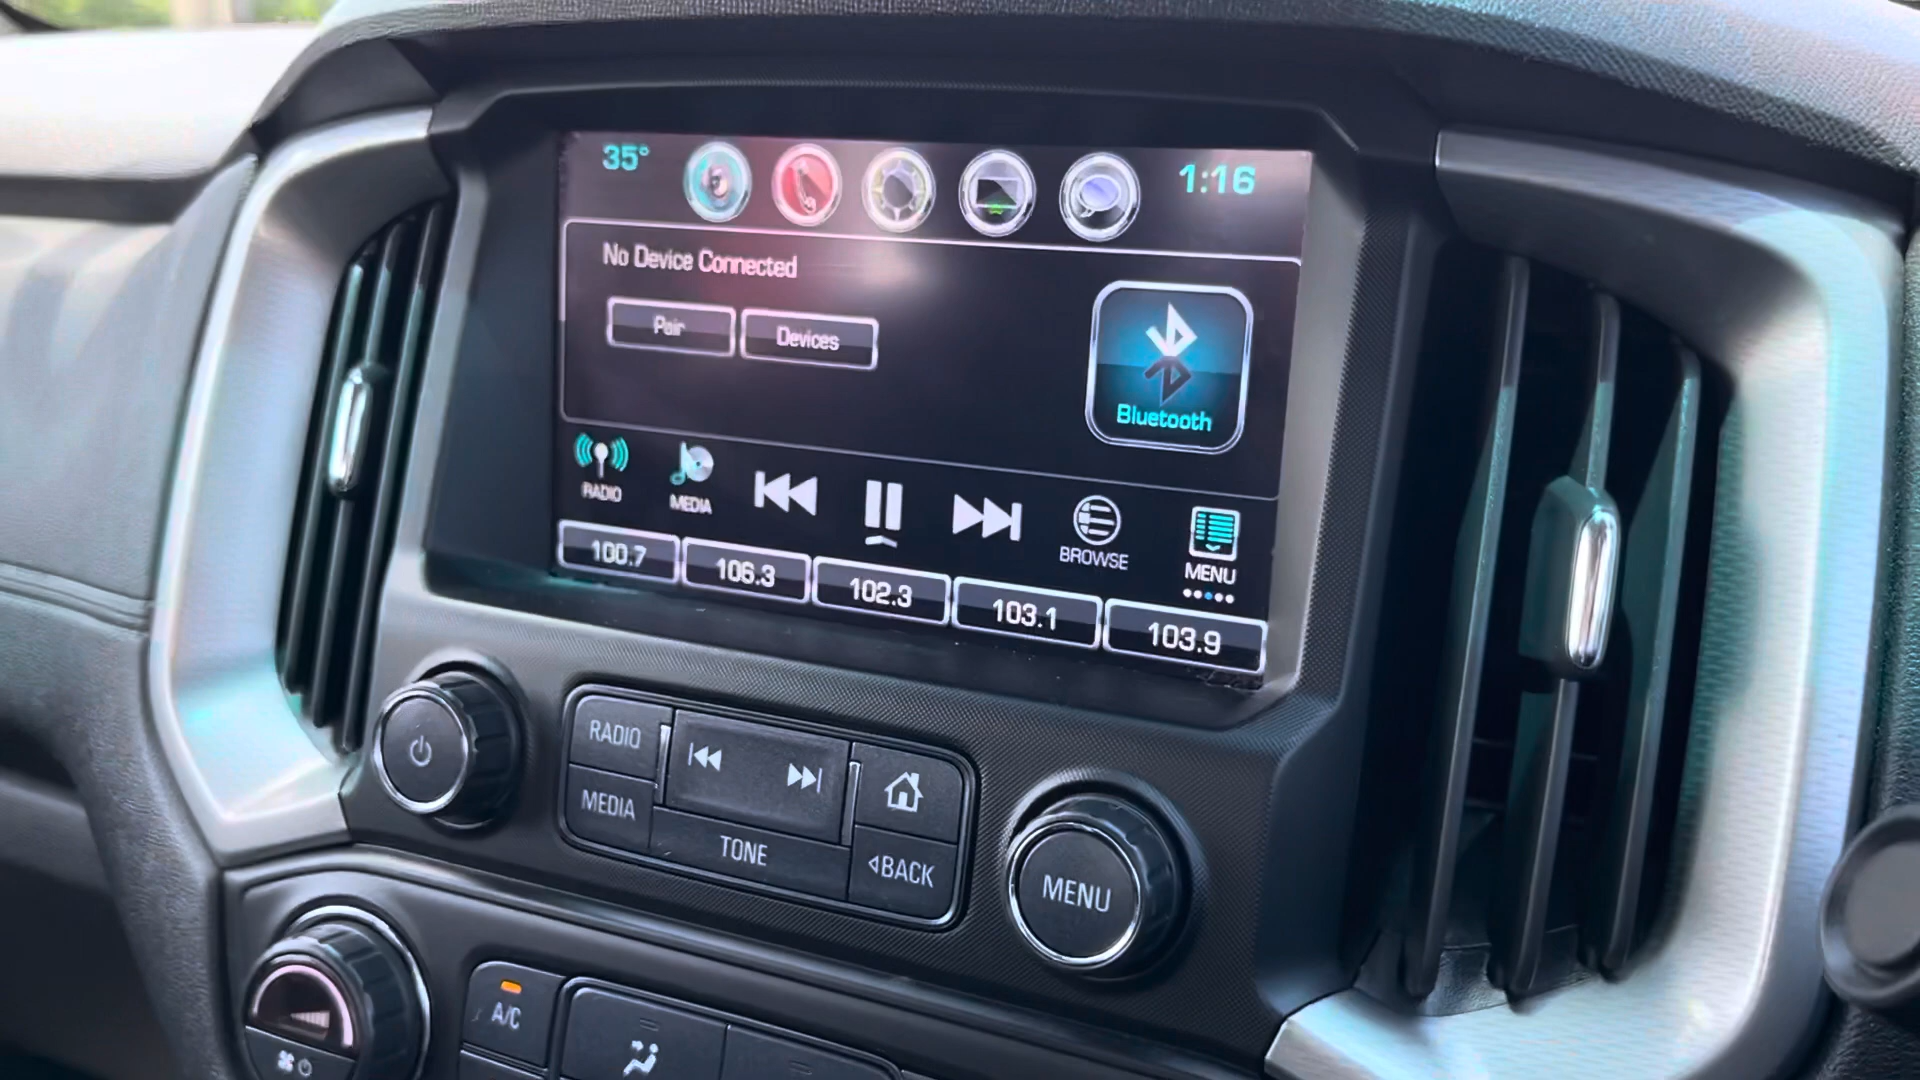 35°
1:16
No Device Connected
Pair
Devices
Bluetooth
RADIO
MEDIA
BROWSE
MENU
100.7
106.3
102.3
103.1
103.9
RADIO
MEDIA
TONE
BACK
MENU
A/C